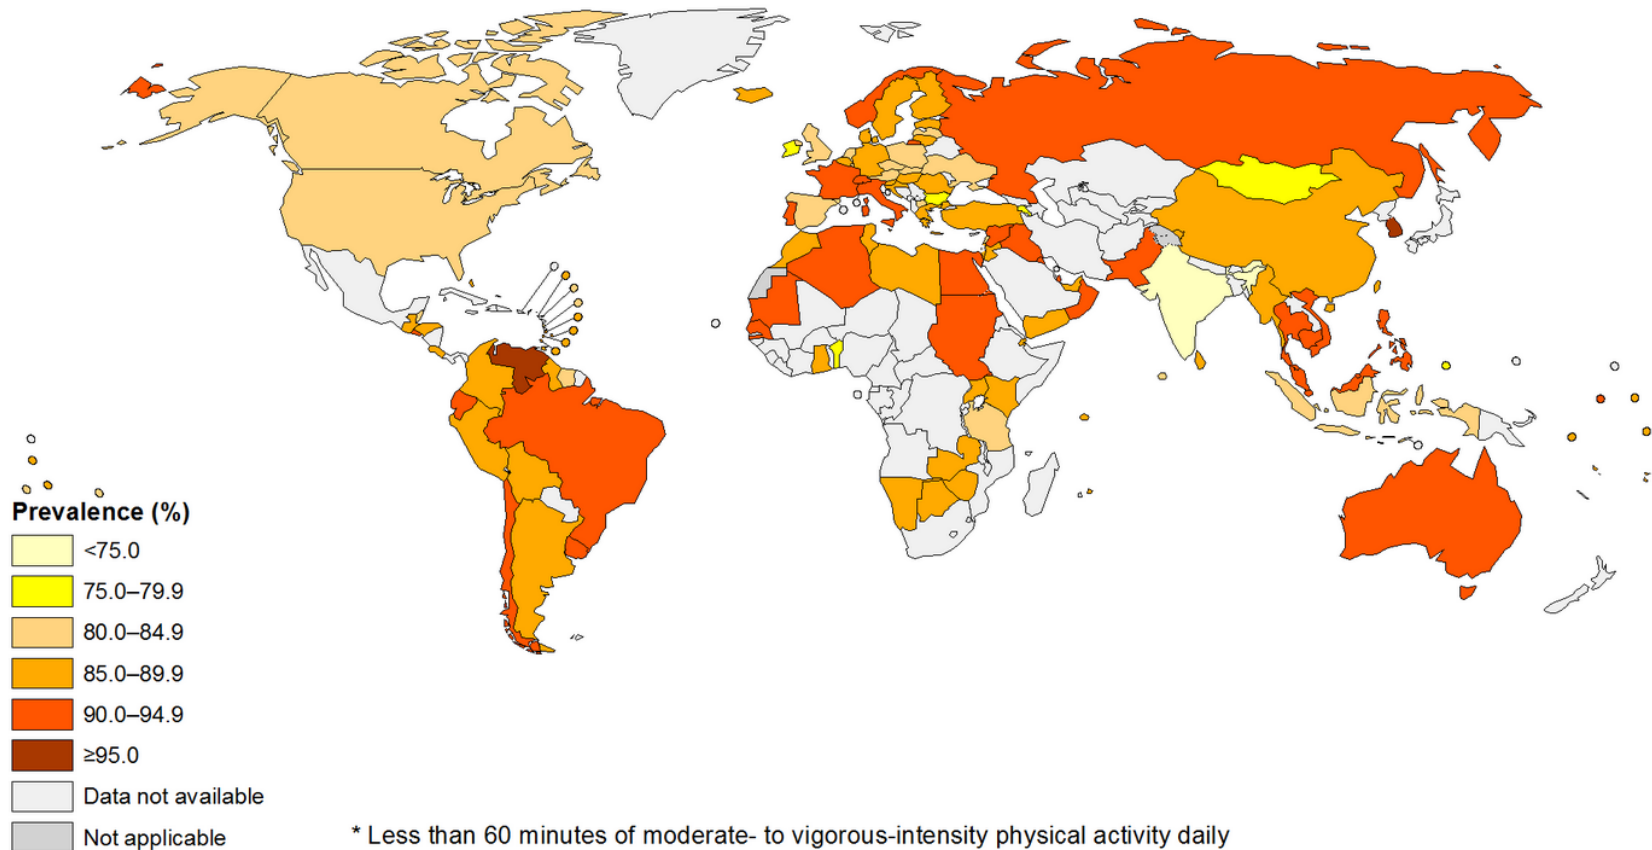 Prevalence (%)
<75.0
75.0–79.9
80.0–84.9
85.0–89.9
90.0–94.9
≥95.0
Data not available
Not applicable
* Less than 60 minutes of moderate- to vigorous-intensity physical activity daily